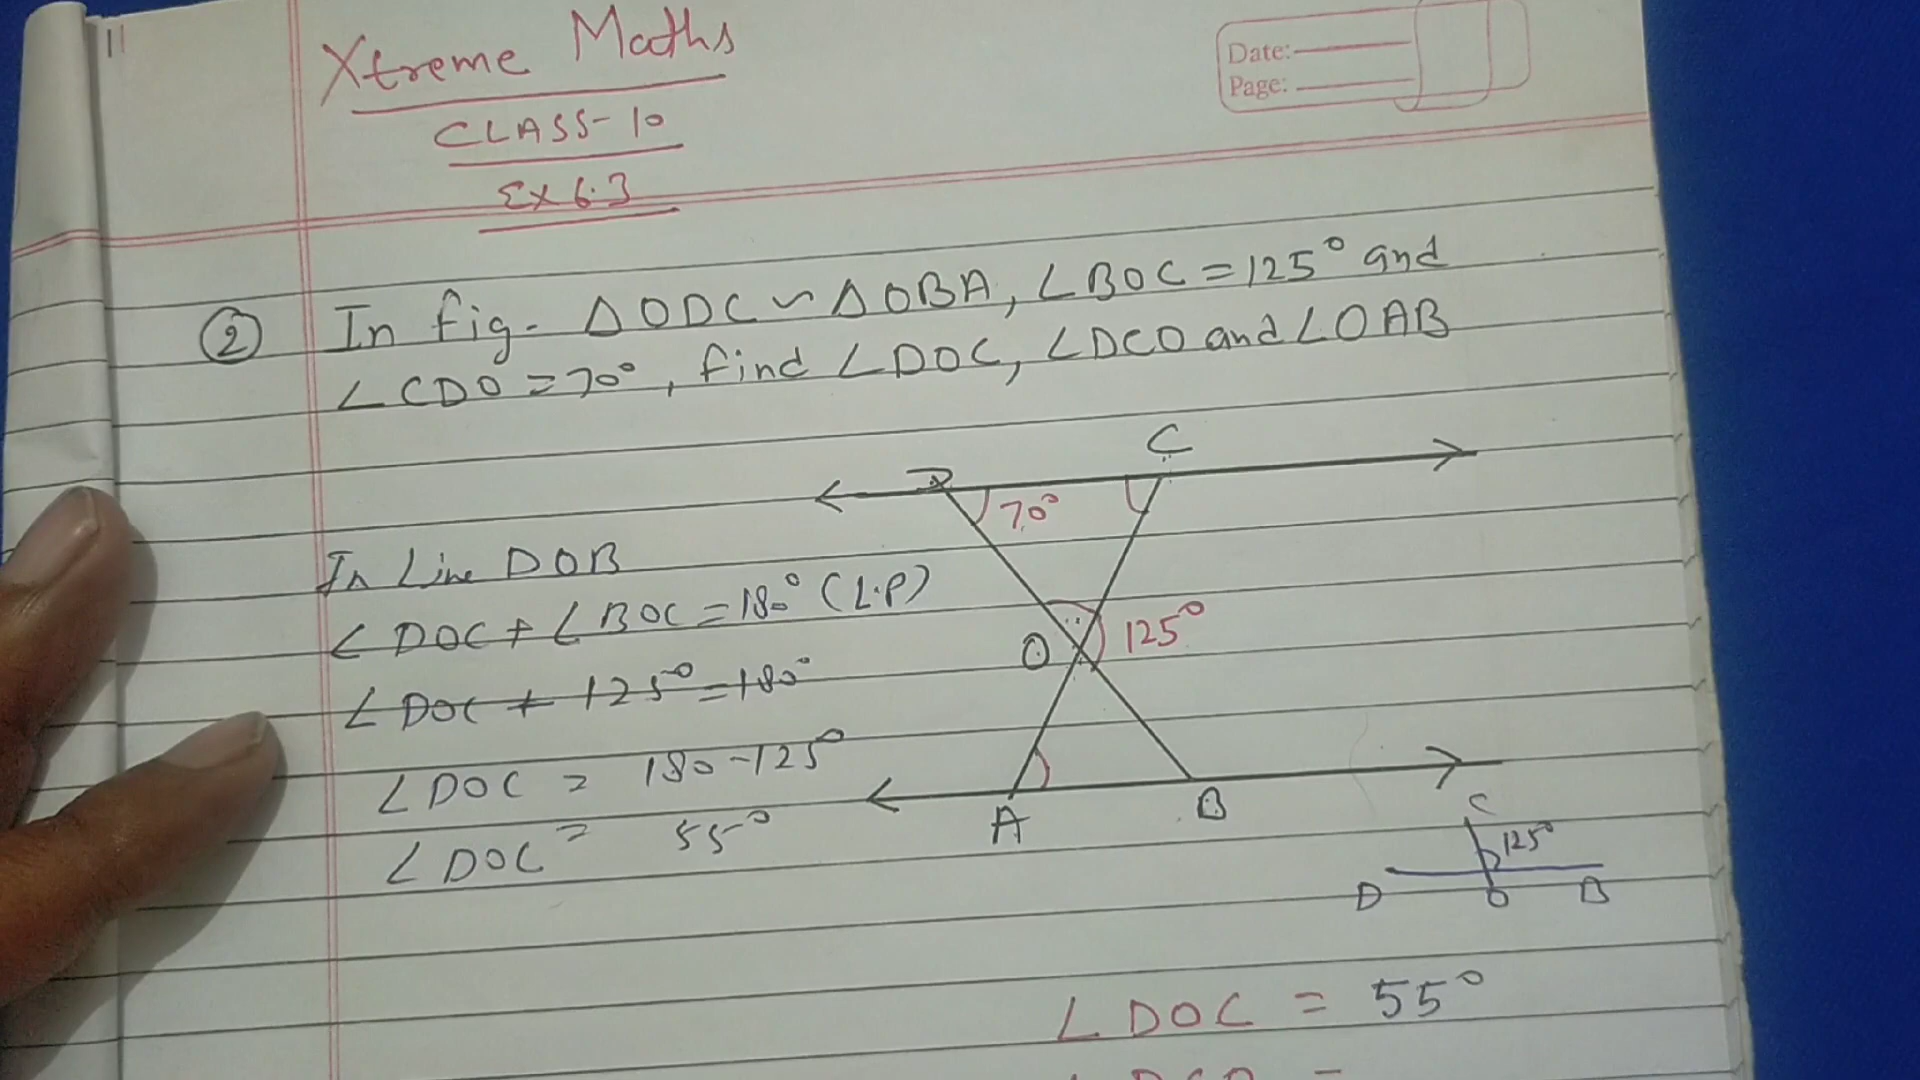 Xtreme Maths
CLASS-10
Ex 6.3
Date:
Page:
② In fig. △ODC ~ △OBA, ∠BOC = 125° and
∠CDO = 70°, find ∠DOC, ∠DCO and ∠OAB
D C
70°
In Line DOB
∠DOC + ∠BOC = 180° (L.P)
O 125°
∠DOC + 125° = 180°
∠DOC = 180-125°
A B
∠DOC = 55°
C
125°
D O B
∠DOC = 55°